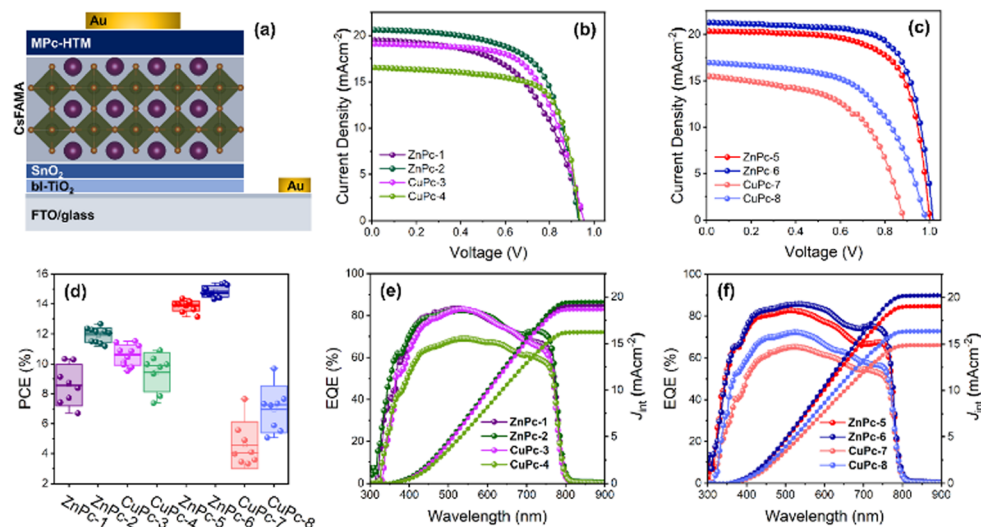 Au
(a)
MPc-HTM
CsFAMA
SnO2
bl-TiO2
Au
FTO/glass
(b)
Current Density (mAcm-2)
20
15
10
5
0
ZnPc-1
ZnPc-2
CuPc-3
CuPc-4
0.0 0.2 0.4 0.6 0.8 1.0
Voltage (V)
(c)
Current Density (mAcm-2)
20
15
10
5
0
ZnPc-5
ZnPc-6
CuPc-7
CuPc-8
0.0 0.2 0.4 0.6 0.8 1.0
Voltage (V)
(d)
PCE (%)
16
14
12
10
8
6
4
2
ZnPc-1
ZnPc-2
CuPc-3
CuPc-4
ZnPc-5
ZnPc-6
CuPc-7
CuPc-8
(e)
EQE (%)
100
80
60
40
20
0
ZnPc-1
ZnPc-2
CuPc-3
CuPc-4
300 400 500 600 700 800 900
Wavelength (nm)
20
15
10
5
0
Jint (mAcm-2)
(f)
EQE (%)
100
80
60
40
20
0
ZnPc-5
ZnPc-6
CuPc-7
CuPc-8
300 400 500 600 700 800 900
Wavelength (nm)
20
15
10
5
0
Jint (mAcm-2)